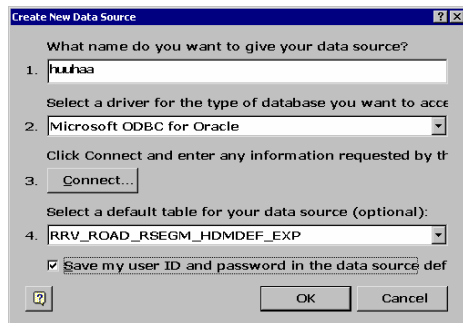 Create New Data Source
What name do you want to give your data source?
1. huuhaa
Select a driver for the type of database you want to acce
2. Microsoft ODBC for Oracle
Click Connect and enter any information requested by th
3. Connect...
Select a default table for your data source (optional):
4. RRV_ROAD_RSEGM_HDMDEF_EXP
Save my user ID and password in the data source def
OK Cancel